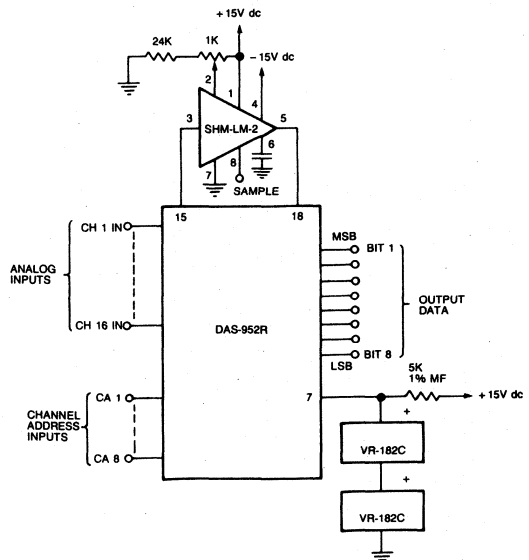 +15V dc
24K
1K
-15V dc
2
1
4
3
SHM-LM-2
5
6
8
7
SAMPLE
15
18
CH 1 IN
MSB
BIT 1
ANALOG
INPUTS
OUTPUT
DATA
DAS-952R
CH 16 IN
LSB
BIT 8
5K
1% MF
CA 1
7
+15V dc
CHANNEL
ADDRESS
INPUTS
+
VR-182C
CA 8
+
VR-182C